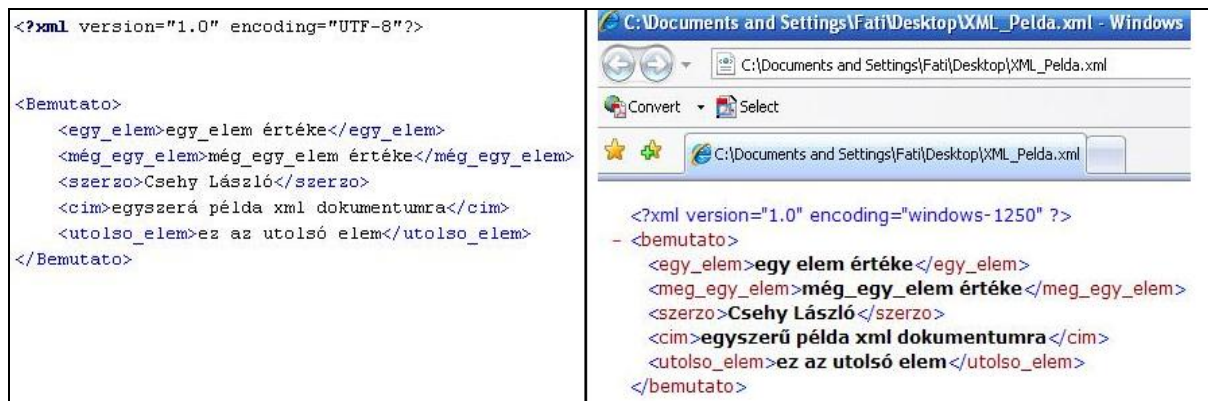 <?xml version="1.0" encoding="UTF-8"?>
<Bemutato>
<egy_elem>egy_elem értéke</egy_elem>
<még_egy_elem>még_egy_elem értéke</még_egy_elem>
<szerzo>Csehy László</szerzo>
<cim>egyszerá példa xml dokumentumra</cim>
<utolso_elem>ez az utolsó elem</utolso_elem>
</Bemutato>
C:\Documents and Settings\Fati\Desktop\XML_Pelda.xml - Windows
C:\Documents and Settings\Fati\Desktop\XML_Pelda.xml
Convert Select
C:\Documents and Settings\Fati\Desktop\XML_Pelda.xml
<?xml version="1.0" encoding="windows-1250" ?>
- <bemutato>
<egy_elem>egy elem értéke</egy_elem>
<meg_egy_elem>még_egy_elem értéke</meg_egy_elem>
<szerzo>Csehy László</szerzo>
<cim>egyszerű példa xml dokumentumra</cim>
<utolso_elem>ez az utolsó elem</utolso_elem>
</bemutato>